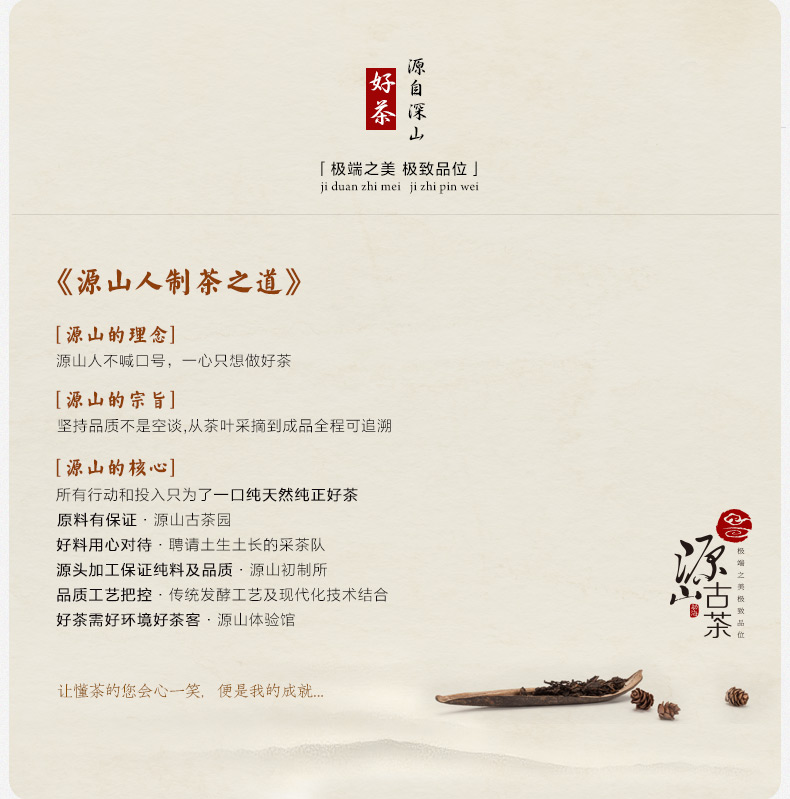 好茶
源自深山
「极端之美 极致品位」
ji duan zhi mei ji zhi pin wei
《源山人制茶之道》
[源山的理念]
源山人不喊口号，一心只想做好茶
[源山的宗旨]
坚持品质不是空谈,从茶叶采摘到成品全程可追溯
[源山的核心]
所有行动和投入只为了一口纯天然纯正好茶
原料有保证·源山古茶园
好料用心对待·聘请土生土长的采茶队
源头加工保证纯料及品质·源山初制所
品质工艺把控·传统发酵工艺及现代化技术结合
好茶需好环境好茶客·源山体验馆
源山古茶
极端之美极致品位
让懂茶的您会心一笑，便是我的成就...